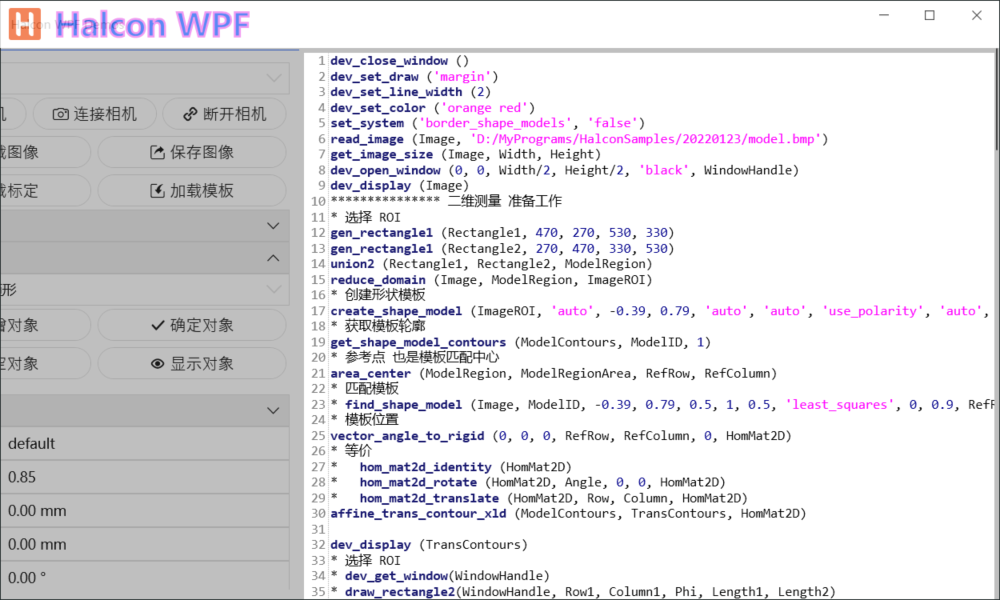 Halcon WPF
机
连接相机
断开相机
载图像
保存图像
载标定
加载模板
形
增对象
确定对象
定对象
显示对象
default
0.85
0.00 mm
0.00 mm
0.00 °
1 dev_close_window ()
2 dev_set_draw ('margin')
3 dev_set_line_width (2)
4 dev_set_color ('orange red')
5 set_system ('border_shape_models', 'false')
6 read_image (Image, 'D:/MyPrograms/HalconSamples/20220123/model.bmp')
7 get_image_size (Image, Width, Height)
8 dev_open_window (0, 0, Width/2, Height/2, 'black', WindowHandle)
9 dev_display (Image)
10 *************** 二维测量 准备工作
11 * 选择 ROI
12 gen_rectangle1 (Rectangle1, 470, 270, 530, 330)
13 gen_rectangle1 (Rectangle2, 270, 470, 330, 530)
14 union2 (Rectangle1, Rectangle2, ModelRegion)
15 reduce_domain (Image, ModelRegion, ImageROI)
16 * 创建形状模板
17 create_shape_model (ImageROI, 'auto', -0.39, 0.79, 'auto', 'auto', 'use_polarity', 'auto',
18 * 获取模板轮廓
19 get_shape_model_contours (ModelContours, ModelID, 1)
20 * 参考点 也是模板匹配中心
21 area_center (ModelRegion, ModelRegionArea, RefRow, RefColumn)
22 * 匹配模板
23 * find_shape_model (Image, ModelID, -0.39, 0.79, 0.5, 1, 0.5, 'least_squares', 0, 0.9, RefR
24 * 模板位置
25 vector_angle_to_rigid (0, 0, 0, RefRow, RefColumn, 0, HomMat2D)
26 * 等价
27 *   hom_mat2d_identity (HomMat2D)
28 *   hom_mat2d_rotate (HomMat2D, Angle, 0, 0, HomMat2D)
29 *   hom_mat2d_translate (HomMat2D, Row, Column, HomMat2D)
30 affine_trans_contour_xld (ModelContours, TransContours, HomMat2D)
31
32 dev_display (TransContours)
33 * 选择 ROI
34 * dev_get_window(WindowHandle)
35 * draw_rectangle2(WindowHandle, Row1, Column1, Phi, Length1, Length2)